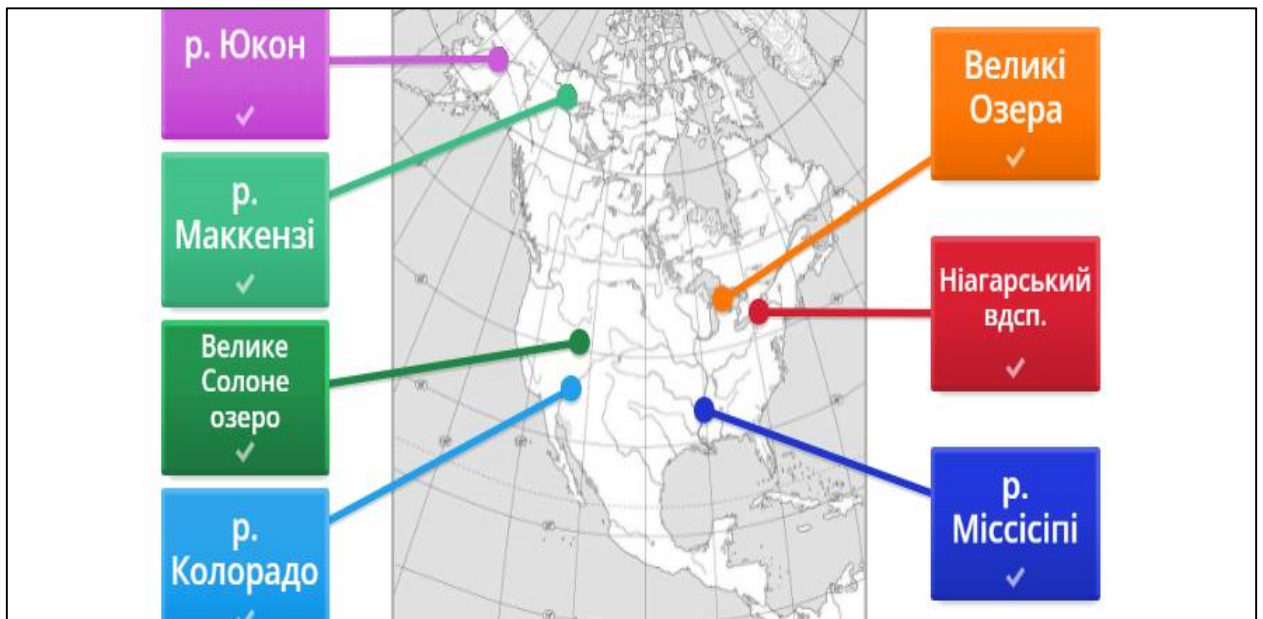 р. Юкон
р.
Маккензі
Велике
Солоне
озеро
р.
Колорадо
Великі
Озера
Ніагарський
вдсп.
р.
Міссісіпі